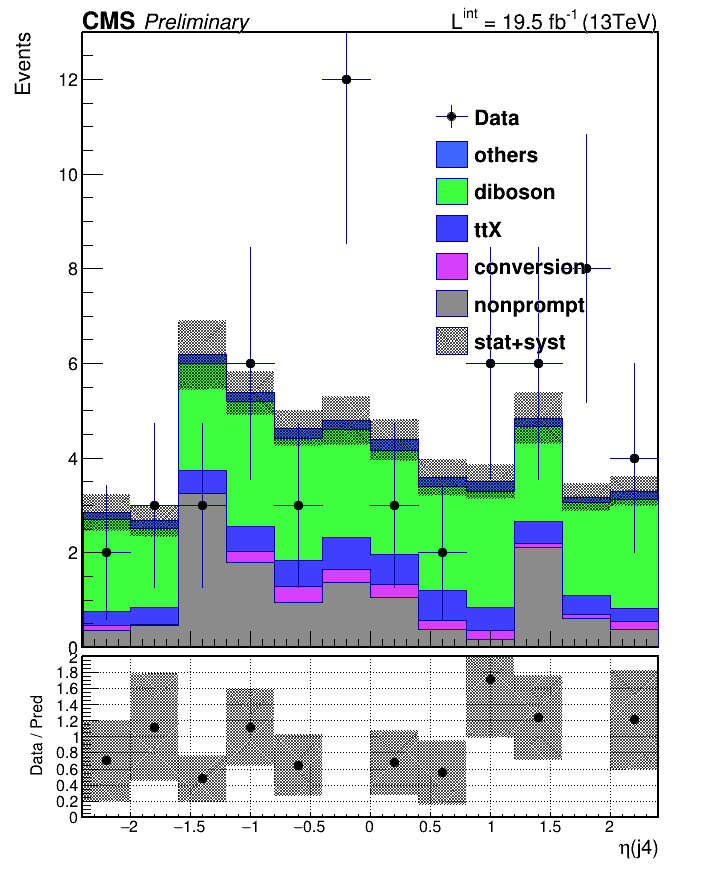 CMS Preliminary L^int = 19.5 fb^-1 (13TeV)
Events
12
10
8
6
4
2
0
Data
others
diboson
ttX
conversion
nonprompt
stat+syst
Data / Pred
2
1.8
1.6
1.4
1.2
1
0.8
0.6
0.4
0.2
0
−2 −1.5 −1 −0.5 0 0.5 1 1.5 2
η(j4)